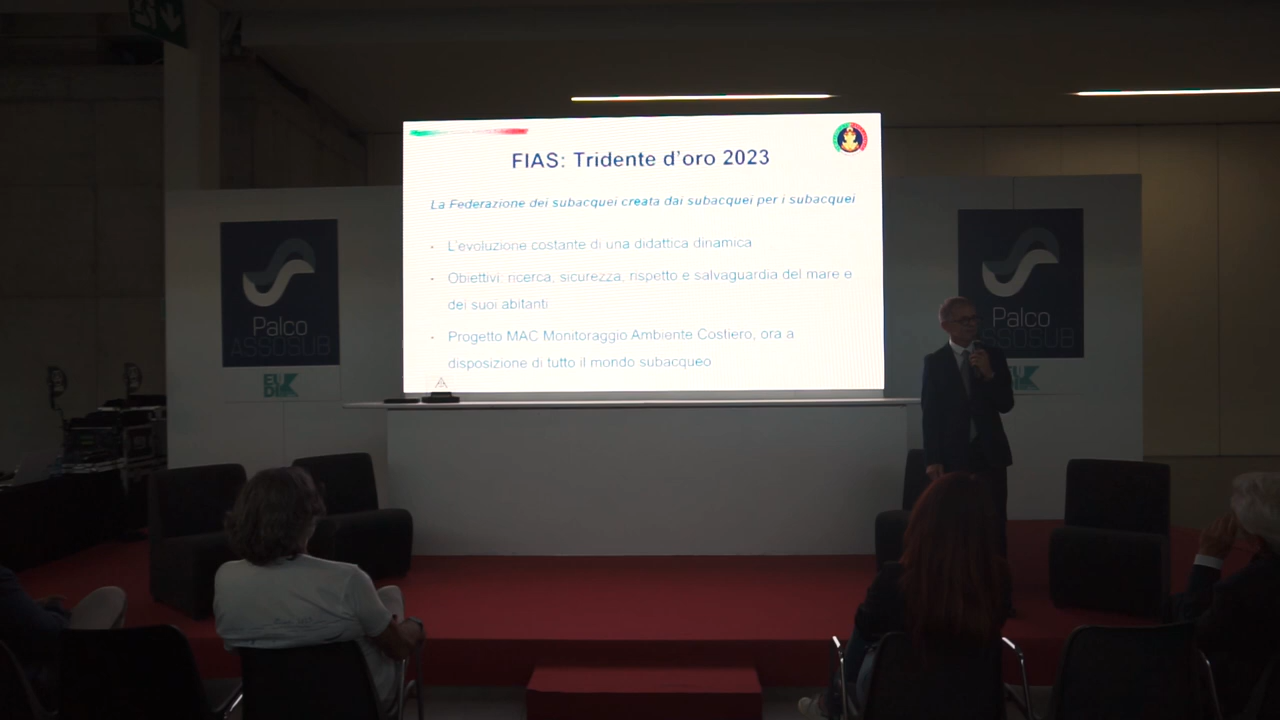 FIAS: Tridente d'oro 2023
La Federazione dei subacquei creata dai subacquei per i subacquei
- L'evoluzione costante di una didattica dinamica
- Obiettivi: ricerca, sicurezza, rispetto e salvaguardia del mare e
dei suoi abitanti
- Progetto MAC Monitoraggio Ambiente Costiero, ora a
disposizione di tutto il mondo subacqueo
Palco
ASSOSUB
EUDI
Palco
ASSOSUB